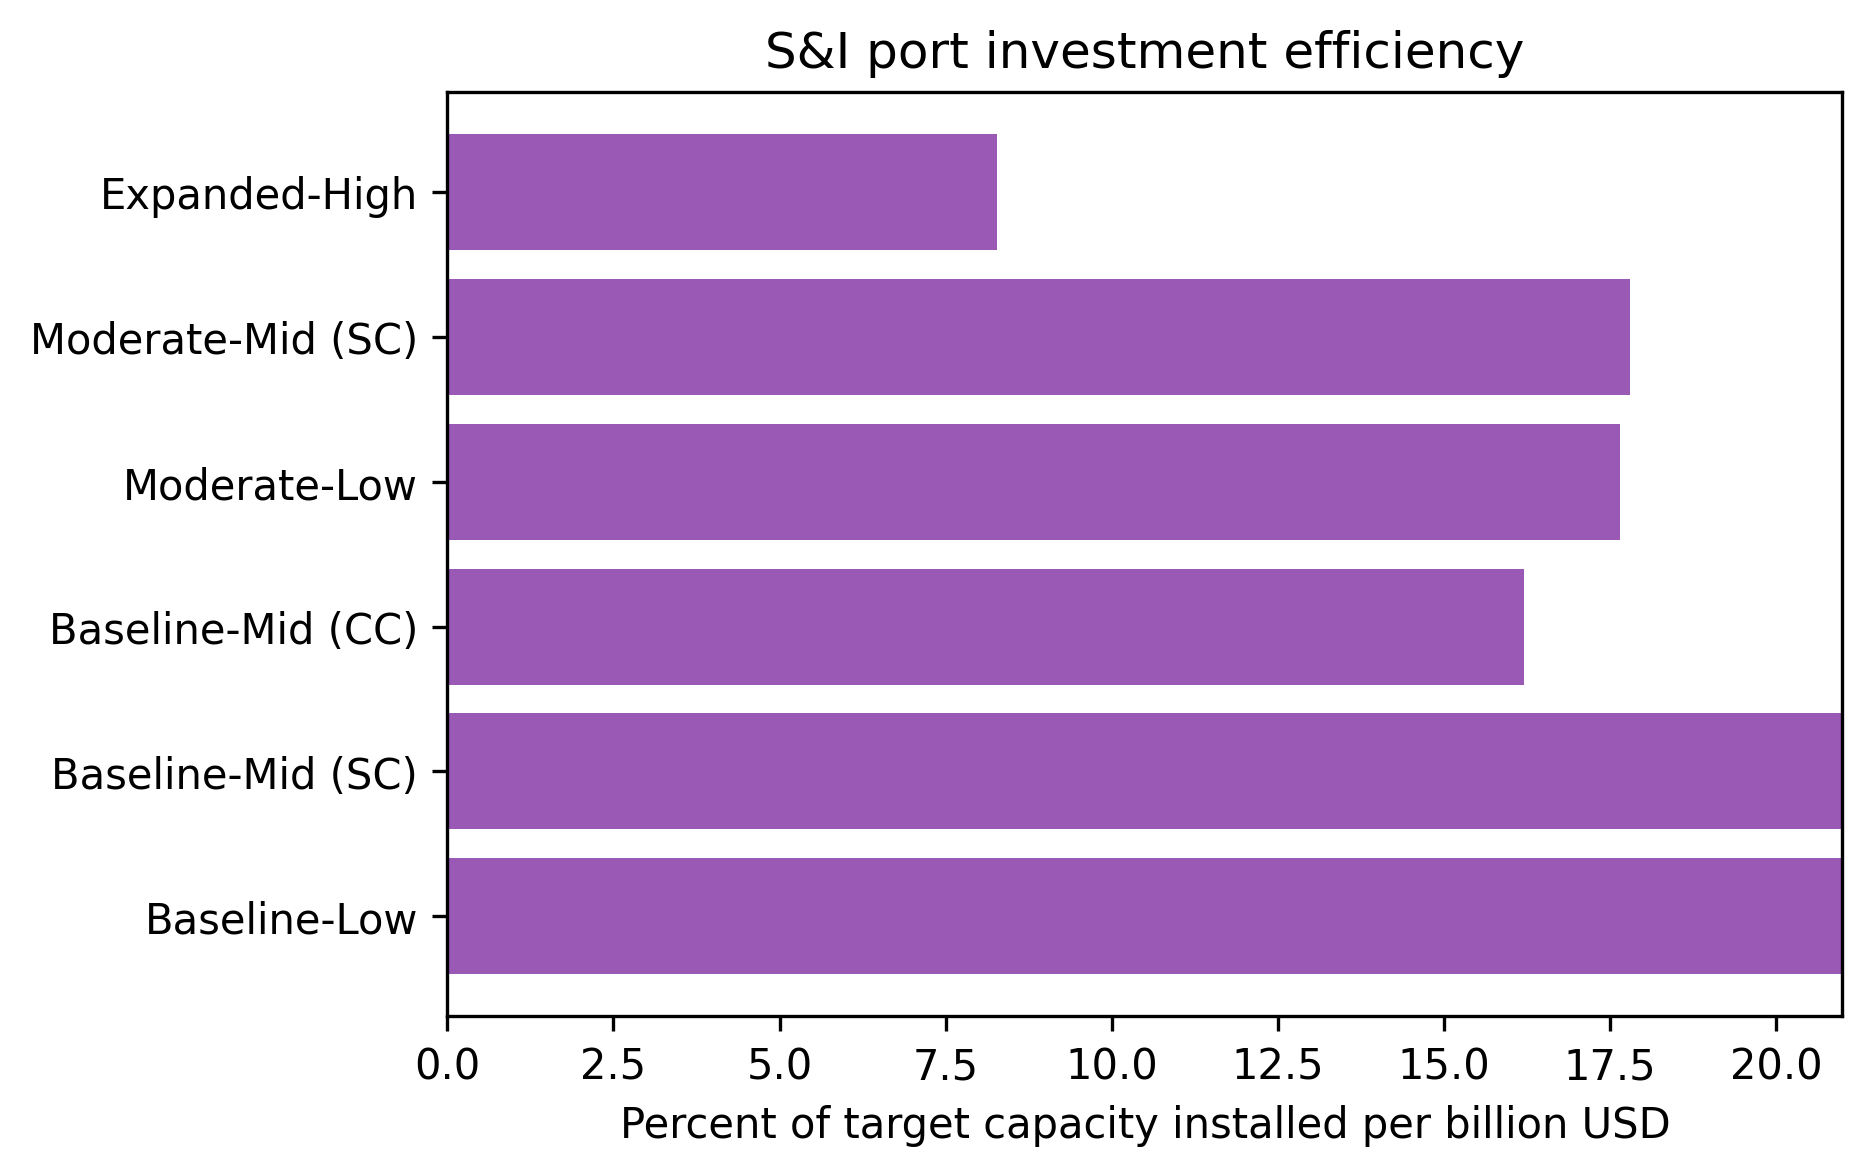 S&I port investment efficiency
Expanded-High
Moderate-Mid (SC)
Moderate-Low
Baseline-Mid (CC)
Baseline-Mid (SC)
Baseline-Low
0.0 2.5 5.0 7.5 10.0 12.5 15.0 17.5 20.0
Percent of target capacity installed per billion USD